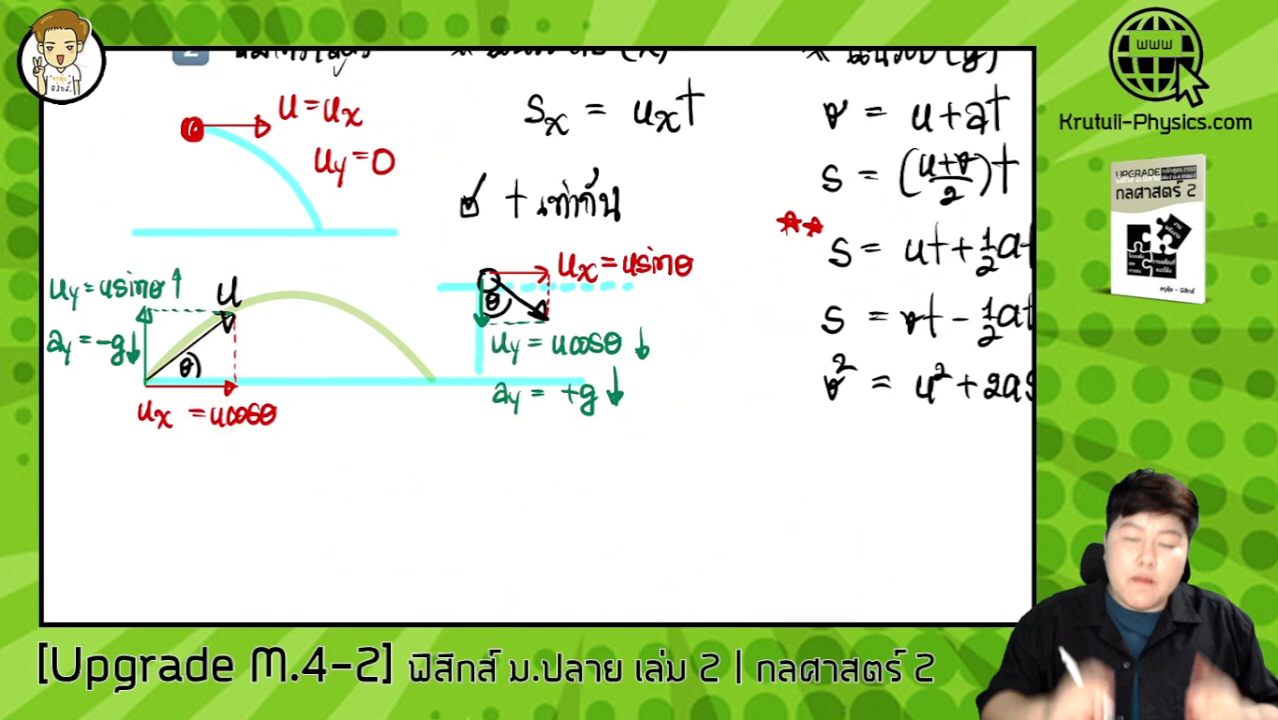 www
Krutuii-Physics.com
UPGRADE
กลศาสตร์ 2
u = ux
uy = 0
sx = uxt
t เท่ากัน
v = u+at
s = (u+v/2)t
** s = ut + 1/2at
s = vt - 1/2at
v² = u² + 2as
uy = usinθ ↑
u
ay = -g↓
θ
ux = ucosθ
ux = usinθ
θ
uy = ucosθ ↓
ay = +g ↓
[Upgrade M.4-2] ฟิสิกส์ ม.ปลาย เล่ม 2 | กลศาสตร์ 2